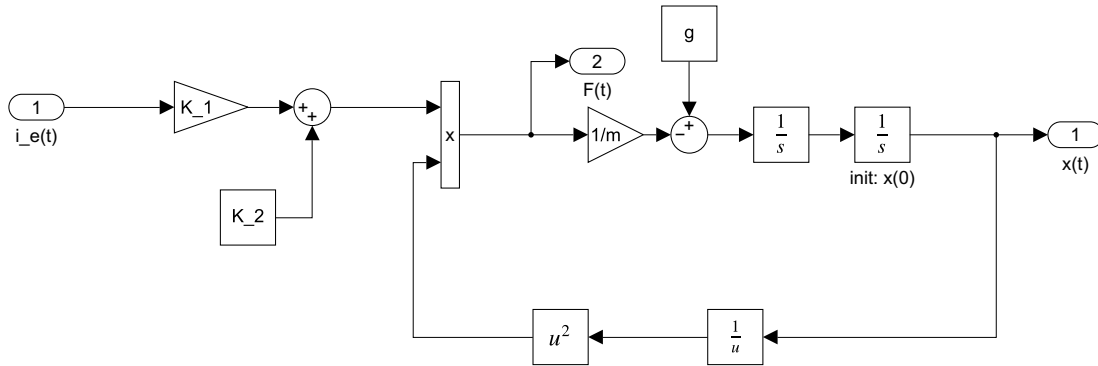 g
2
F(t)
1
i_e(t)
K_1
+
+
x
1/m
−
+
1/s
1/s
init: x(0)
1
x(t)
K_2
u²
1/u